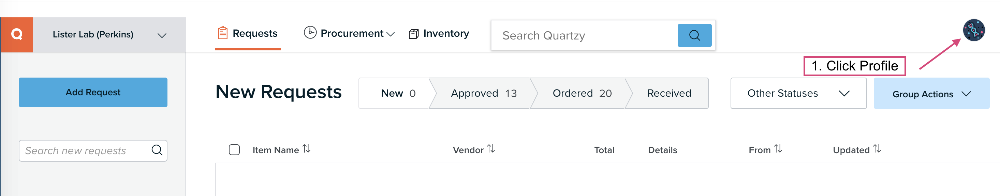 Lister Lab (Perkins)
Requests
Procurement
Inventory
Search Quartzy
1. Click Profile
Add Request
New Requests
New 0
Approved 13
Ordered 20
Received
Other Statuses
Group Actions
Search new requests
Item Name
Vendor
Total
Details
From
Updated